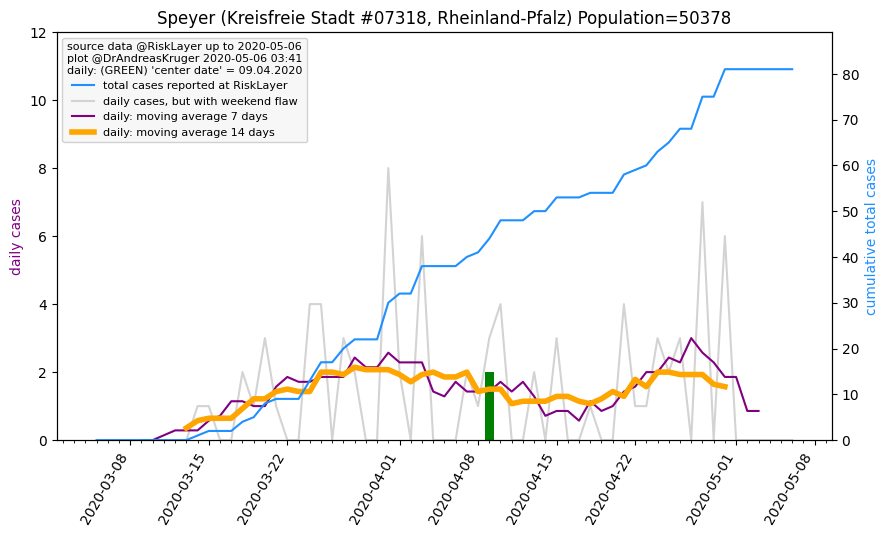 Speyer (Kreisfreie Stadt #07318, Rheinland-Pfalz) Population=50378
source data @RiskLayer up to 2020-05-06
plot @DrAndreasKruger 2020-05-06 03:41
daily: (GREEN) 'center date' = 09.04.2020
total cases reported at RiskLayer
daily cases, but with weekend flaw
daily: moving average 7 days
daily: moving average 14 days
daily cases
12
10
8
6
4
2
0
cumulative total cases
80
70
60
50
40
30
20
10
0
2020-03-08
2020-03-15
2020-03-22
2020-04-01
2020-04-08
2020-04-15
2020-04-22
2020-05-01
2020-05-08